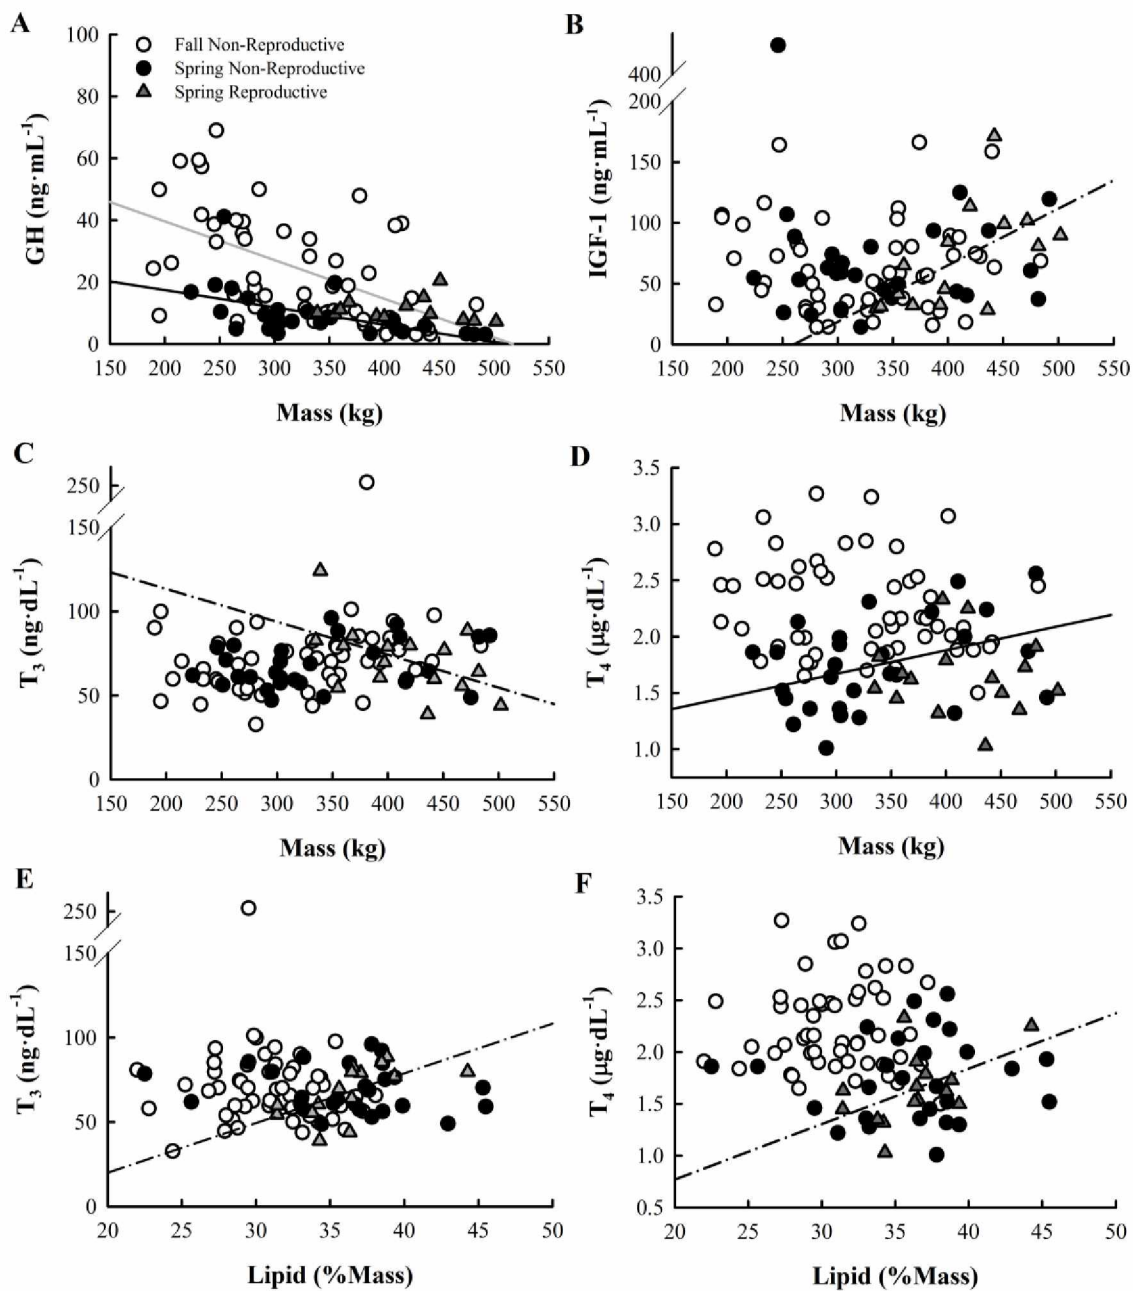 A
B
100
80
60
40
20
0
GH (ng·mL⁻¹)
Fall Non-Reproductive
Spring Non-Reproductive
Spring Reproductive
150 200 250 300 350 400 450 500 550
Mass (kg)
400
200
150
100
50
0
IGF-1 (ng·mL⁻¹)
150 200 250 300 350 400 450 500 550
Mass (kg)
C
D
250
150
100
50
0
T₃ (ng·dL⁻¹)
150 200 250 300 350 400 450 500 550
Mass (kg)
3.5
3.0
2.5
2.0
1.5
1.0
T₄ (µg·dL⁻¹)
150 200 250 300 350 400 450 500 550
Mass (kg)
E
F
250
150
100
50
0
T₃ (ng·dL⁻¹)
20 25 30 35 40 45 50
Lipid (%Mass)
3.5
3.0
2.5
2.0
1.5
1.0
0.5
T₄ (µg·dL⁻¹)
20 25 30 35 40 45 50
Lipid (%Mass)